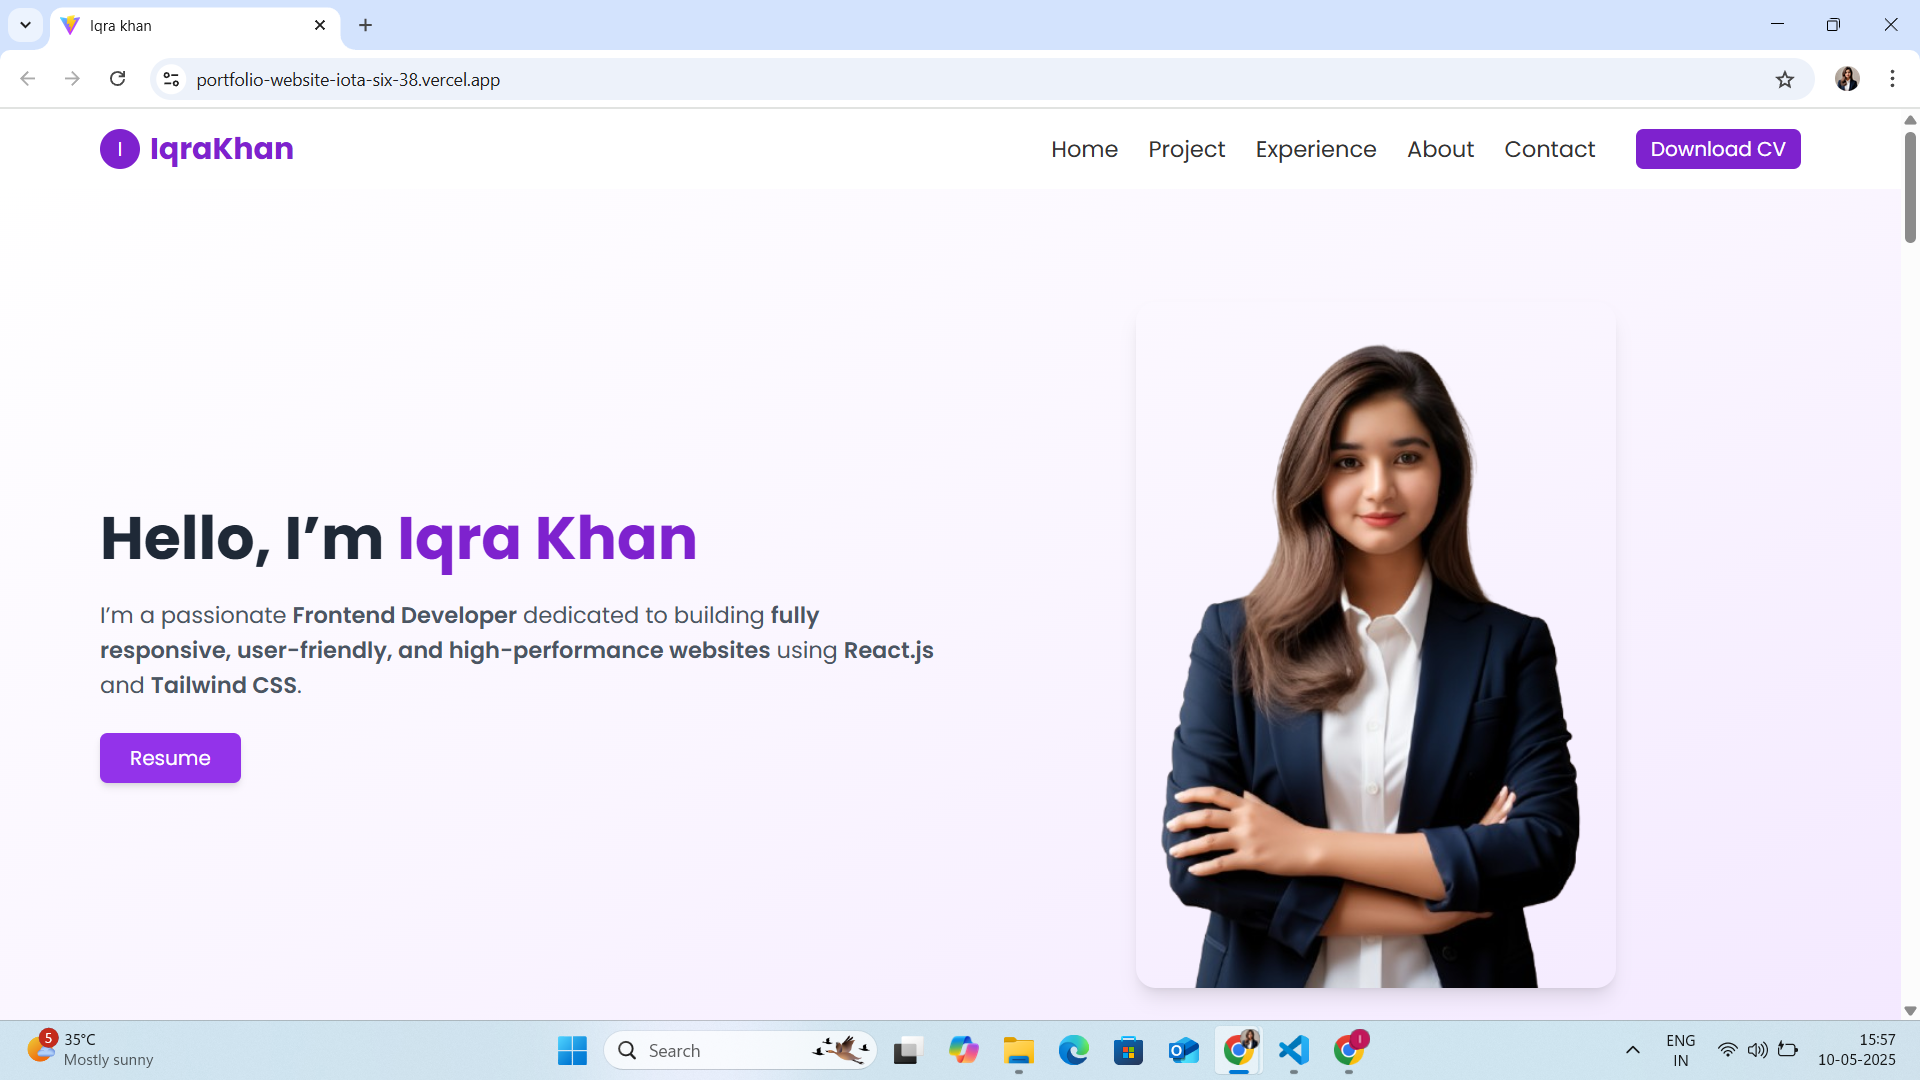 Iqra khan
portfolio-website-iota-six-38.vercel.app
I IqraKhan
Home Project Experience About Contact Download CV
Hello, I’m Iqra Khan
I’m a passionate Frontend Developer dedicated to building fully
responsive, user-friendly, and high-performance websites using React.js
and Tailwind CSS.
Resume
5
35°C
Mostly sunny
Search
I
ENG
IN
15:57
10-05-2025